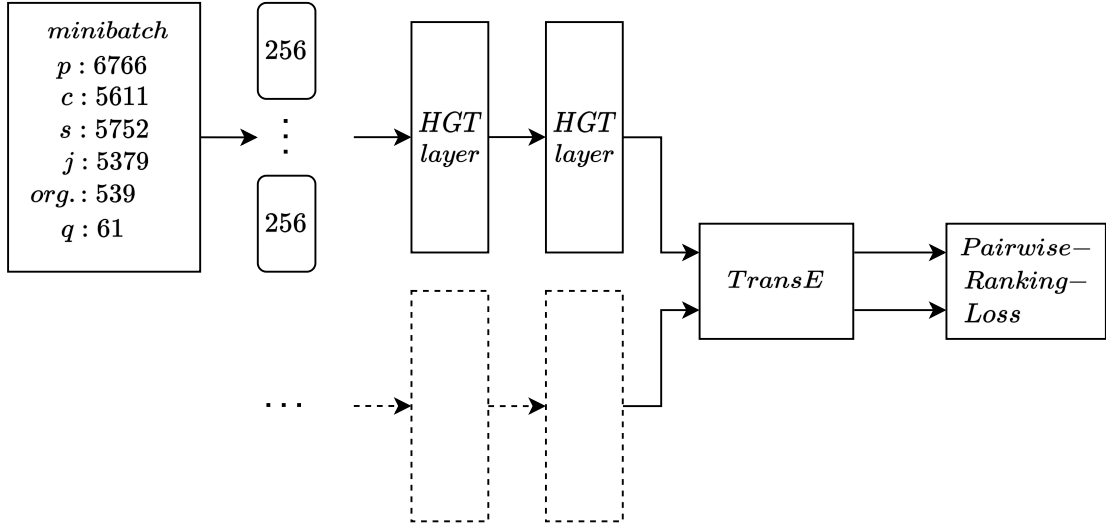 minibatch
p : 6766
c : 5611
s : 5752
j : 5379
org. : 539
q : 61
256
⋮
256
HGT
layer
HGT
layer
TransE
Pairwise–
Ranking–
Loss
...